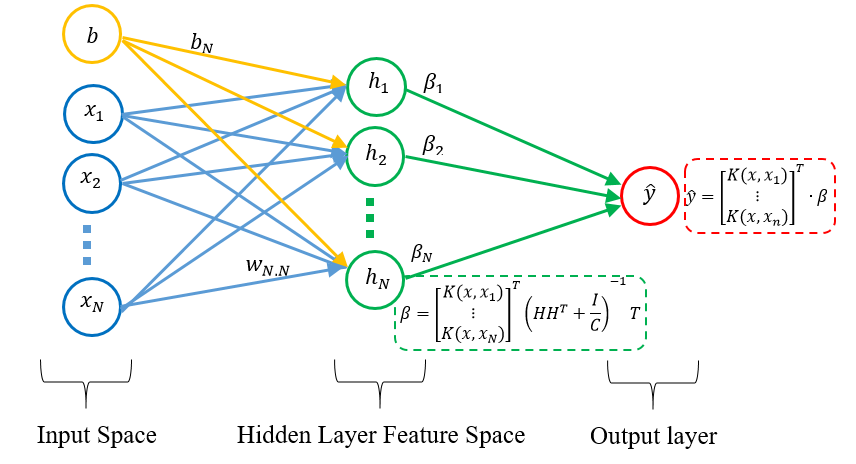 b
b_N
x_1
x_2
x_N
w_{N.N}
h_1
h_2
h_N
β_1
β_2
β_N
ŷ
ŷ = [K(x, x_1) ⋮ K(x, x_n)]^T · β
β = [K(x, x_1) ⋮ K(x, x_N)]^T (HH^T + I/C)^{-1} T
Input Space
Hidden Layer Feature Space
Output layer